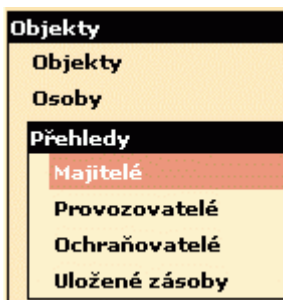 Objekty
Objekty
Osoby
Přehledy
Majitelé
Provozovatelé
Ochraňovatelé
Uložené zásoby